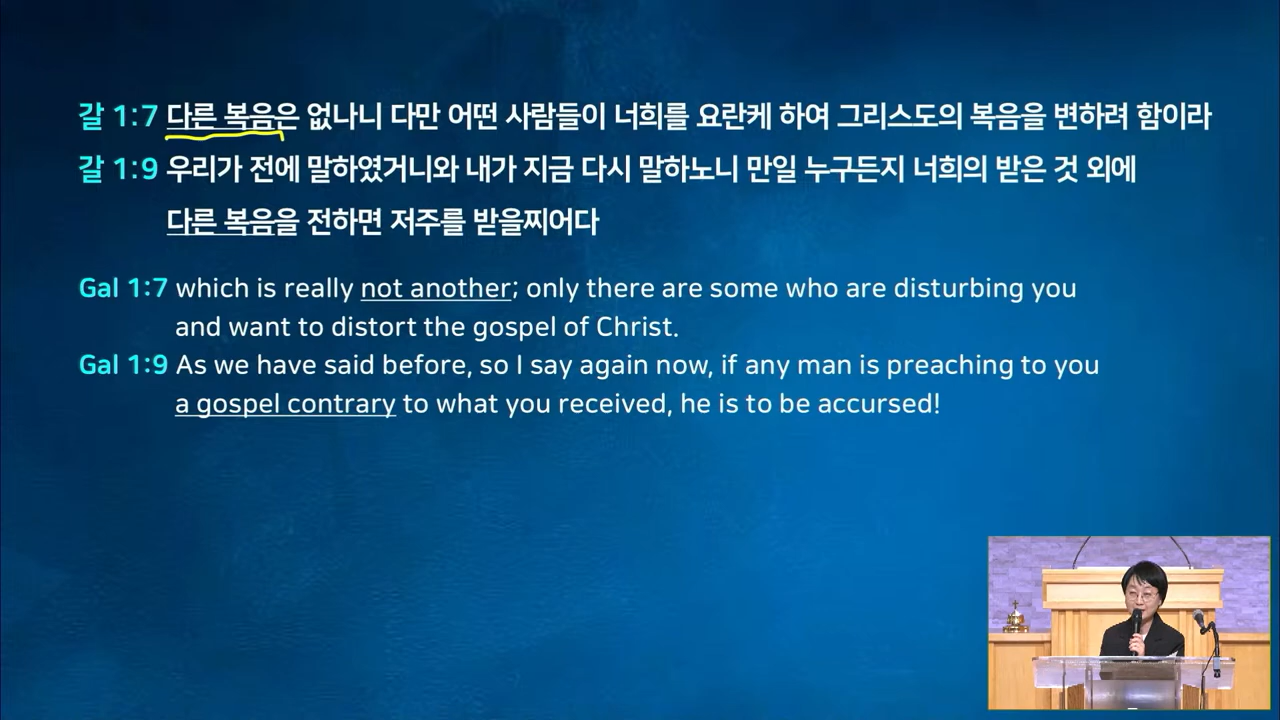 갈 1:7 다른 복음은 없나니 다만 어떤 사람들이 너희를 요란케 하여 그리스도의 복음을 변하려 함이라
갈 1:9 우리가 전에 말하였거니와 내가 지금 다시 말하노니 만일 누구든지 너희의 받은 것 외에
다른 복음을 전하면 저주를 받을찌어다
Gal 1:7 which is really not another; only there are some who are disturbing you
and want to distort the gospel of Christ.
Gal 1:9 As we have said before, so I say again now, if any man is preaching to you
a gospel contrary to what you received, he is to be accursed!